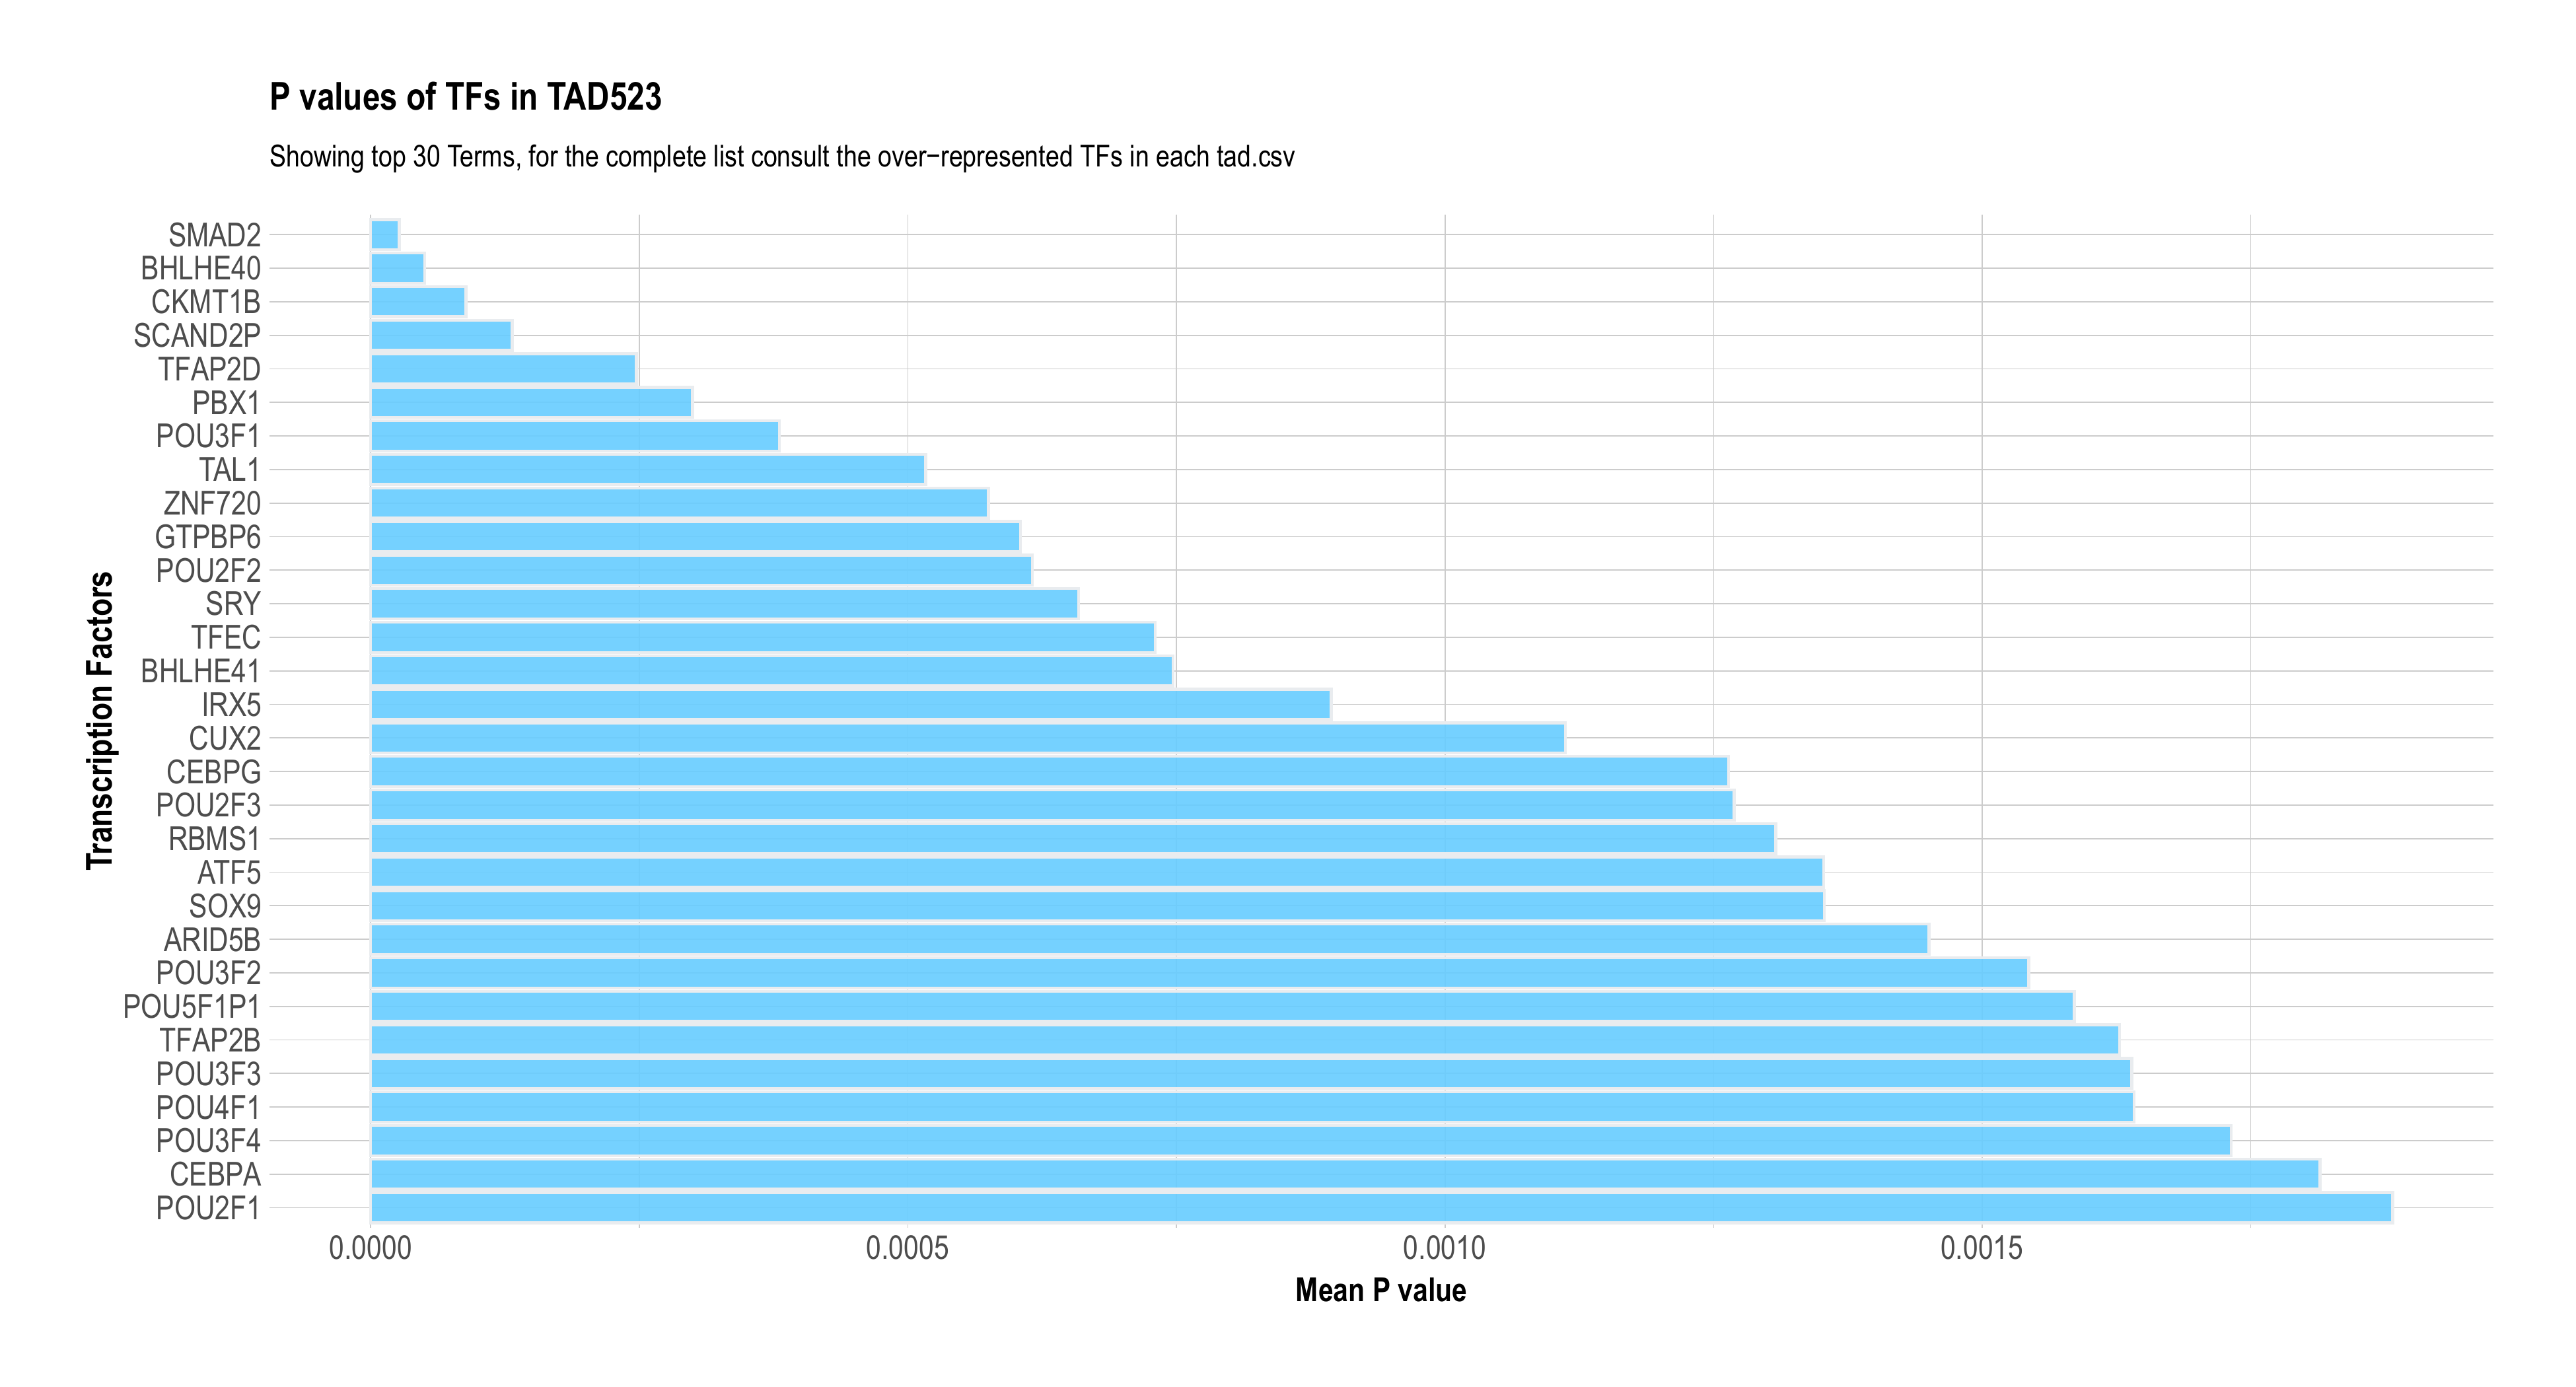 P values of TFs in TAD523
Showing top 30 Terms, for the complete list consult the over−represented TFs in each tad.csv
Transcription Factors
SMAD2
BHLHE40
CKMT1B
SCAND2P
TFAP2D
PBX1
POU3F1
TAL1
ZNF720
GTPBP6
POU2F2
SRY
TFEC
BHLHE41
IRX5
CUX2
CEBPG
POU2F3
RBMS1
ATF5
SOX9
ARID5B
POU3F2
POU5F1P1
TFAP2B
POU3F3
POU4F1
POU3F4
CEBPA
POU2F1
0.0000 0.0005 0.0010 0.0015
Mean P value